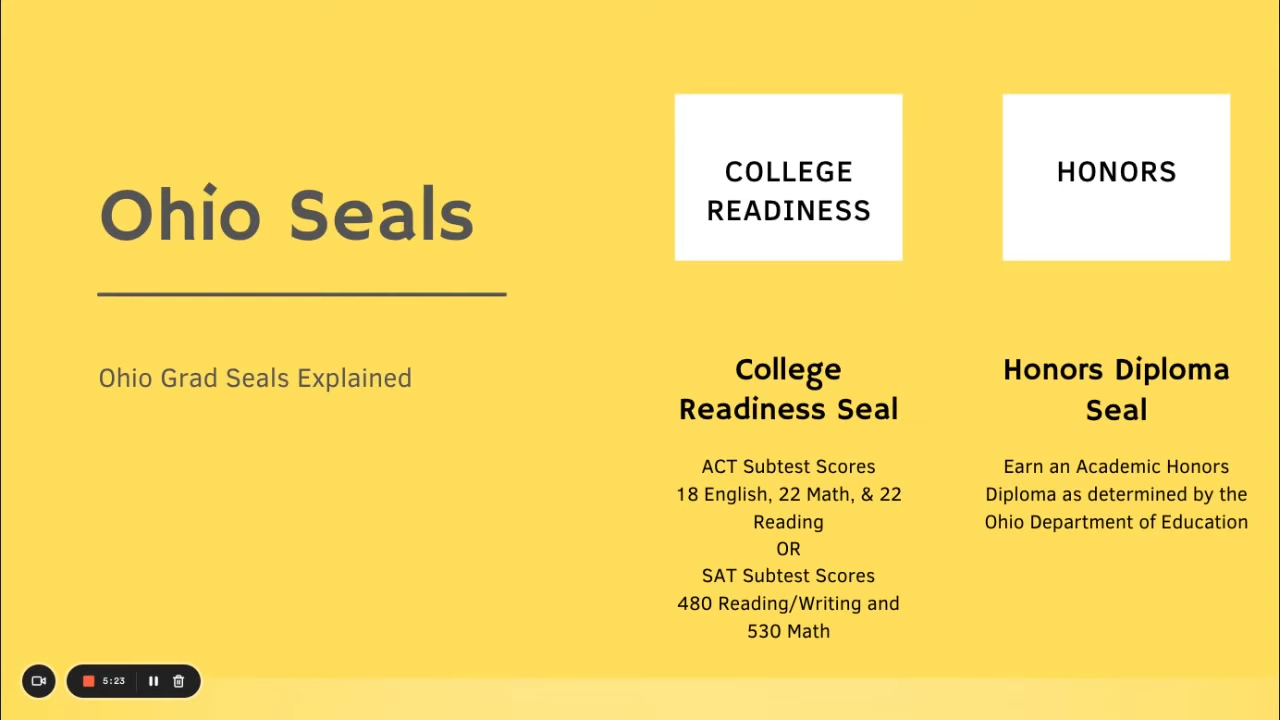 Ohio Seals
Ohio Grad Seals Explained
COLLEGE
READINESS
College
Readiness Seal
ACT Subtest Scores
18 English, 22 Math, & 22
Reading
OR
SAT Subtest Scores
480 Reading/Writing and
530 Math
HONORS
Honors Diploma
Seal
Earn an Academic Honors
Diploma as determined by the
Ohio Department of Education
5:23